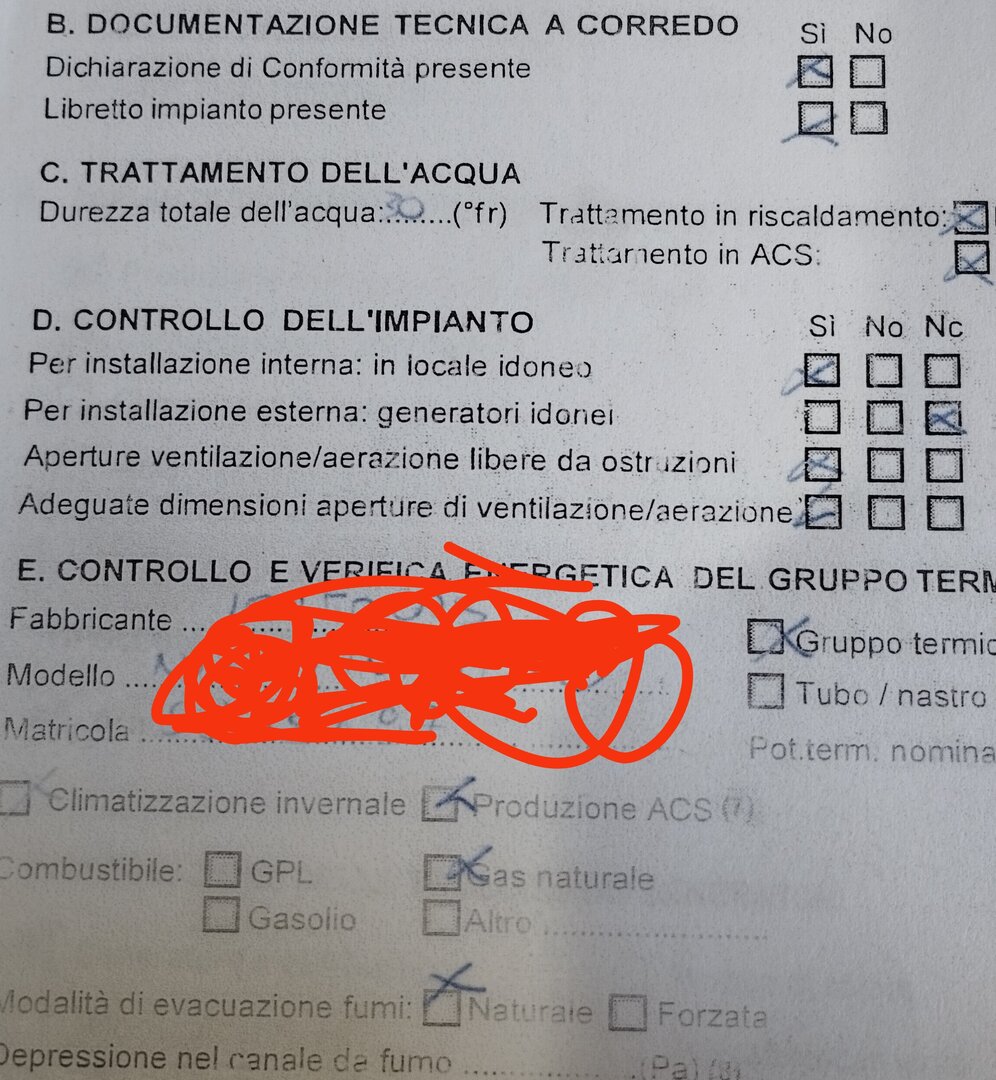 B. DOCUMENTAZIONE TECNICA A CORREDO Sì No
Dichiarazione di Conformità presente
Libretto impianto presente
C. TRATTAMENTO DELL'ACQUA
Durezza totale dell'acqua:..30.....(°fr) Trattamento in riscaldamento:
Trattamento in ACS:
D. CONTROLLO DELL'IMPIANTO Sì No Nc
Per installazione interna: in locale idoneo
Per installazione esterna: generatori idonei
Aperture ventilazione/aerazione libere da ostruzioni
Adeguate dimensioni aperture di ventilazione/aerazione
E. CONTROLLO E VERIFICA ENERGETICA DEL GRUPPO TERM
Fabbricante Gruppo termic
Modello Tubo / nastro
Matricola Pot.term. nomina
Climatizzazione invernale Produzione ACS (7)
Combustibile: GPL Gas naturale
Gasolio Altro ....................
Modalità di evacuazione fumi: Naturale Forzata
Depressione nel canale da fumo ....................(Pa)